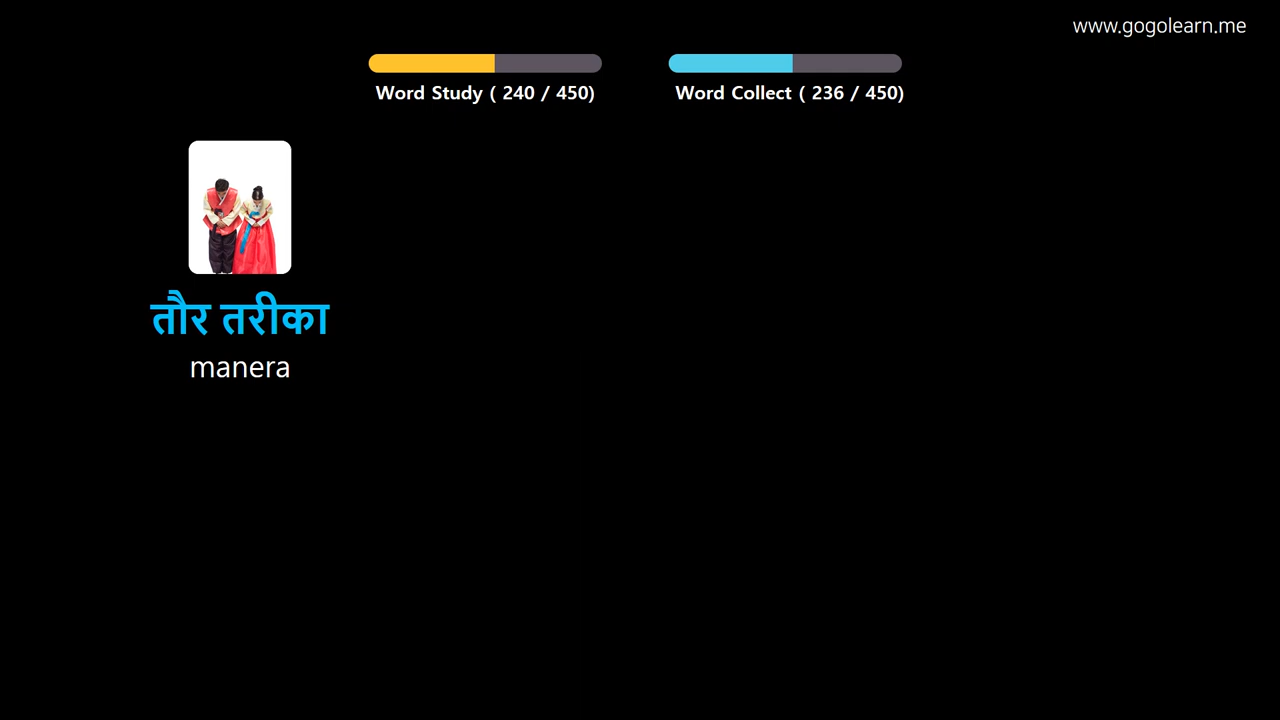 www.gogolearn.me
Word Study ( 240 / 450)
Word Collect ( 236 / 450)
तौर तरीका
manera